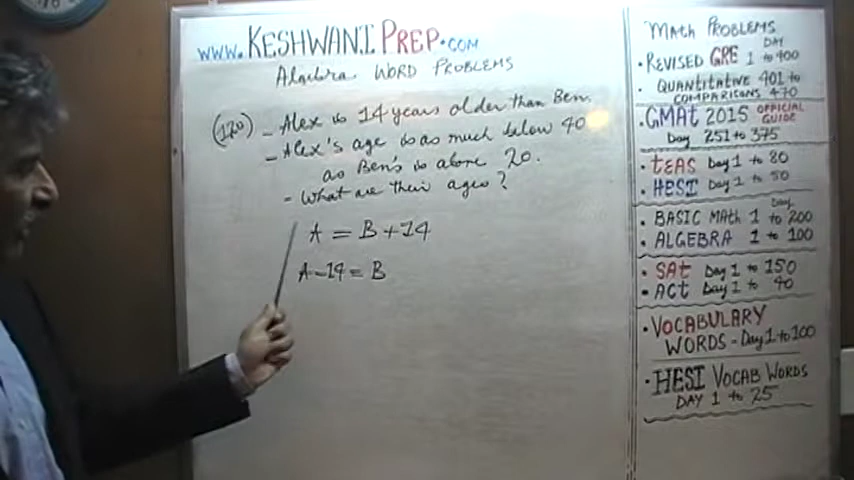 www.KESHWANI PREP.COM
Algebra WORD PROBLEMS
(120) - Alex is 14 years older than Ben.
- Alex's age is as much below 40
as Ben's is above 20.
- What are their ages?
A = B + 14
A - 14 = B
MATH PROBLEMS
DAY
• REVISED GRE 1 to 400
• QUANTITATIVE 401 to
COMPARISONS 470
• GMAT 2015 OFFICIAL GUIDE
Day 251 to 375
• TEAS Day 1 to 80
• HESI Day 1 to 50
Day
• BASIC MATH 1 to 200
• ALGEBRA 1 to 100
• SAT Day 1 to 150
• ACT Day 1 to 40
• VOCABULARY
WORDS - Day 1 to 100
• HESI VOCAB WORDS
DAY 1 to 25